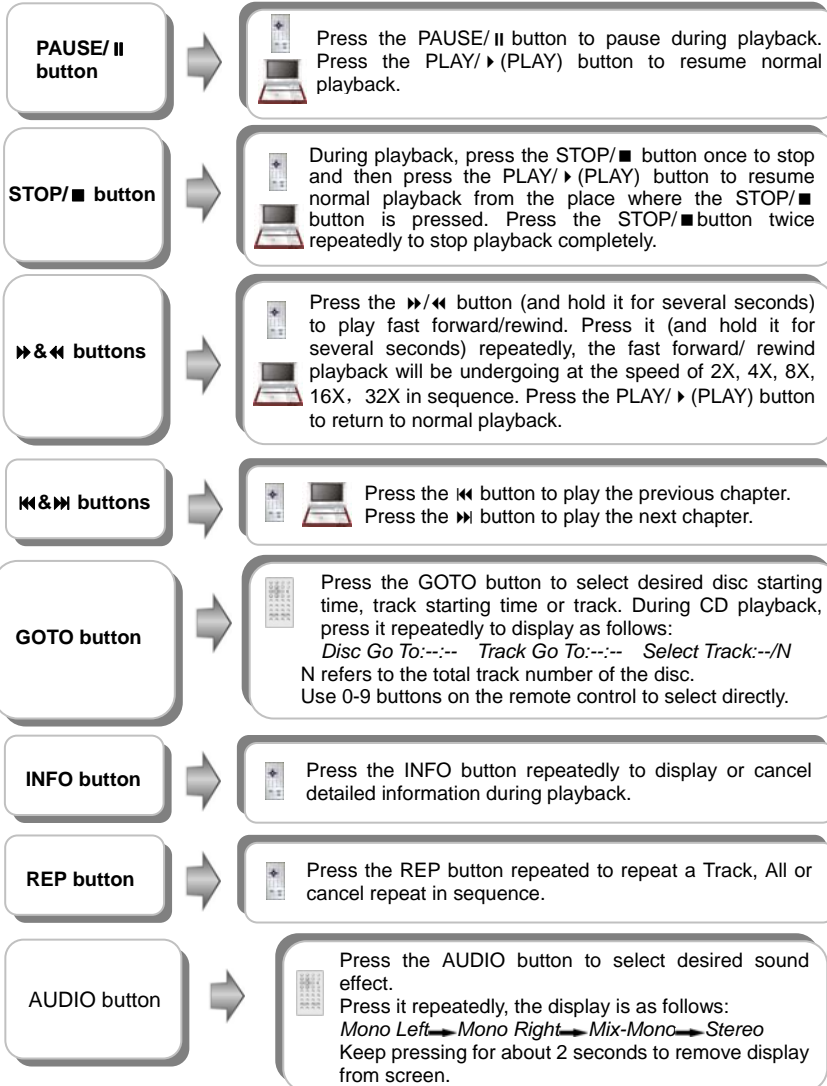 PAUSE/⏸
button
Press the PAUSE/⏸ button to pause during playback.
Press the PLAY/⏵(PLAY) button to resume normal
playback.
STOP/■ button
During playback, press the STOP/■ button once to stop
and then press the PLAY/⏵(PLAY) button to resume
normal playback from the place where the STOP/■
button is pressed. Press the STOP/■button twice
repeatedly to stop playback completely.
⏩&⏪ buttons
Press the ⏩/⏪ button (and hold it for several seconds)
to play fast forward/rewind. Press it (and hold it for
several seconds) repeatedly, the fast forward/ rewind
playback will be undergoing at the speed of 2X, 4X, 8X,
16X，32X in sequence. Press the PLAY/⏵(PLAY) button
to return to normal playback.
⏮&⏭ buttons
Press the ⏮ button to play the previous chapter.
Press the ⏭ button to play the next chapter.
GOTO button
Press the GOTO button to select desired disc starting
time, track starting time or track. During CD playback,
press it repeatedly to display as follows:
Disc Go To:--:-- Track Go To:--:-- Select Track:--/N
N refers to the total track number of the disc.
Use 0-9 buttons on the remote control to select directly.
INFO button
Press the INFO button repeatedly to display or cancel
detailed information during playback.
REP button
Press the REP button repeated to repeat a Track, All or
cancel repeat in sequence.
AUDIO button
Press the AUDIO button to select desired sound
effect.
Press it repeatedly, the display is as follows:
Mono Left→Mono Right→Mix-Mono→Stereo
Keep pressing for about 2 seconds to remove display
from screen.